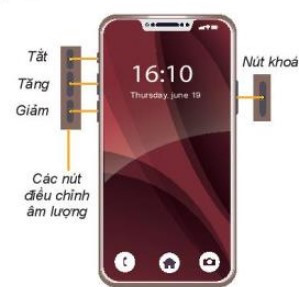 Tắt
Tăng
Giảm
Các nút
điều chỉnh
âm lượng
16:10
Thursday, june 19
Nút khoá